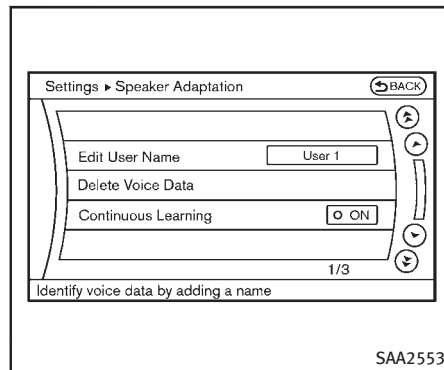 Settings ▸ Speaker Adaptation BACK
Edit User Name User 1
Delete Voice Data
Continuous Learning ON
1/3
Identify voice data by adding a name
SAA2553